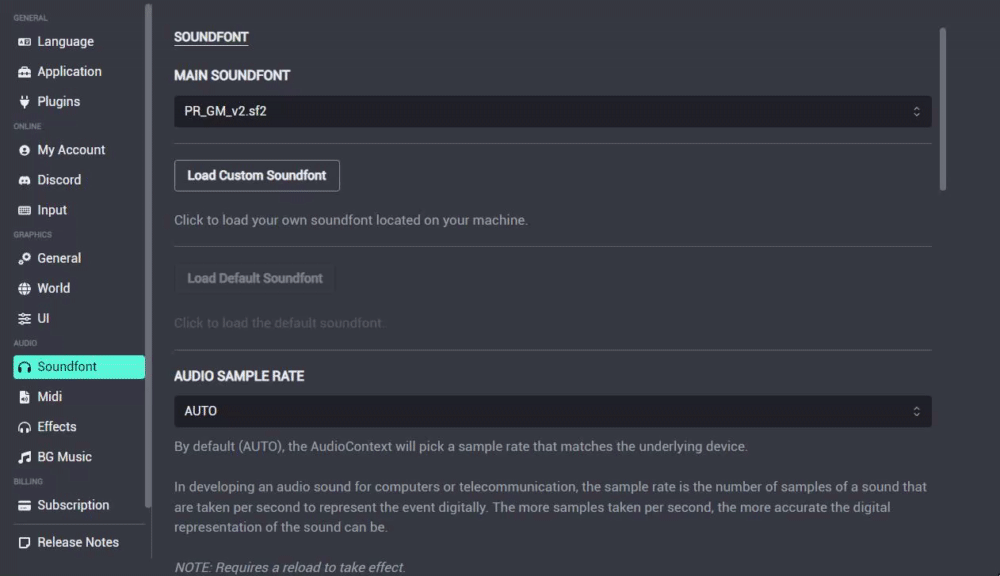 GENERAL
Language
Application
Plugins
ONLINE
My Account
Discord
Input
GRAPHICS
General
World
UI
AUDIO
Soundfont
Midi
Effects
BG Music
BILLING
Subscription
Release Notes
SOUNDFONT
MAIN SOUNDFONT
PR_GM_v2.sf2
Load Custom Soundfont
Click to load your own soundfont located on your machine.
Load Default Soundfont
Click to load the default soundfont.
AUDIO SAMPLE RATE
AUTO
By default (AUTO), the AudioContext will pick a sample rate that matches the underlying device.
In developing an audio sound for computers or telecommunication, the sample rate is the number of samples of a sound that
are taken per second to represent the event digitally. The more samples taken per second, the more accurate the digital
representation of the sound can be.
NOTE: Requires a reload to take effect.